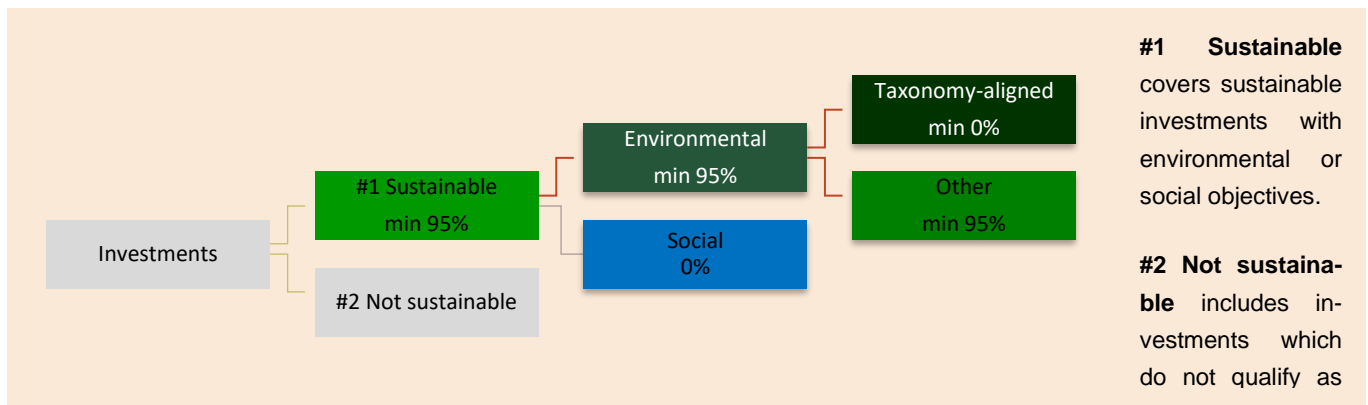 Investments
#1 Sustainable
min 95%
#2 Not sustainable
Environmental
min 95%
Social
0%
Taxonomy-aligned
min 0%
Other
min 95%
#1 Sustainable
covers sustainable
investments with
environmental or
social objectives.
#2 Not sustaina-
ble includes in-
vestments which
do not qualify as